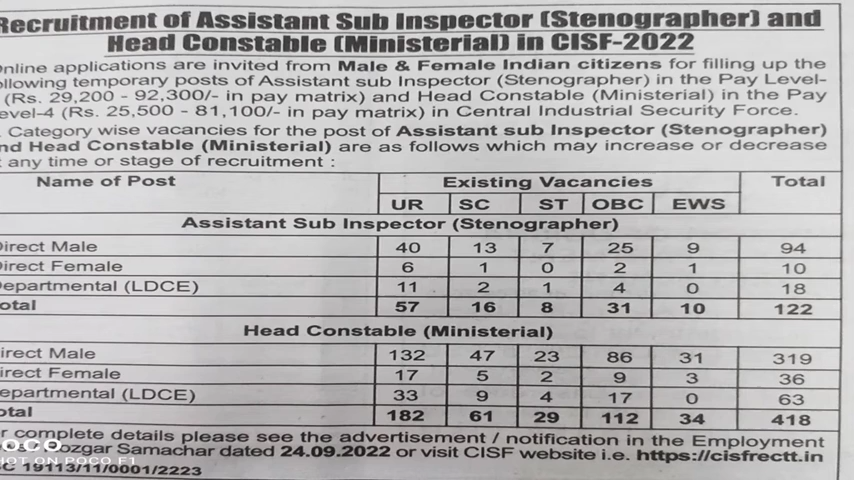 Recruitment of Assistant Sub Inspector (Stenographer) and
Head Constable (Ministerial) in CISF-2022
Online applications are invited from Male & Female Indian citizens for filling up the
following temporary posts of Assistant sub Inspector (Stenographer) in the Pay Level-
(Rs. 29,200 - 92,300/- in pay matrix) and Head Constable (Ministerial) in the Pay
Level-4 (Rs. 25,500 - 81,100/- in pay matrix) in Central Industrial Security Force.
Category wise vacancies for the post of Assistant sub Inspector (Stenographer)
and Head Constable (Ministerial) are as follows which may increase or decrease
any time or stage of recruitment :
Name of Post Existing Vacancies Total
UR SC ST OBC EWS
Assistant Sub Inspector (Stenographer)
Direct Male 40 13 7 25 9 94
Direct Female 6 1 0 2 1 10
Departmental (LDCE) 11 2 1 4 0 18
Total 57 16 8 31 10 122
Head Constable (Ministerial)
Direct Male 132 47 23 86 31 319
Direct Female 17 5 2 9 3 36
Departmental (LDCE) 33 9 4 17 0 63
Total 182 61 29 112 34 418
For complete details please see the advertisement / notification in the Employment
Rozgar Samachar dated 24.09.2022 or visit CISF website i.e. https://cisfrectt.in
C 19113/11/0001/2223
POCO
SHOT ON POCO F1